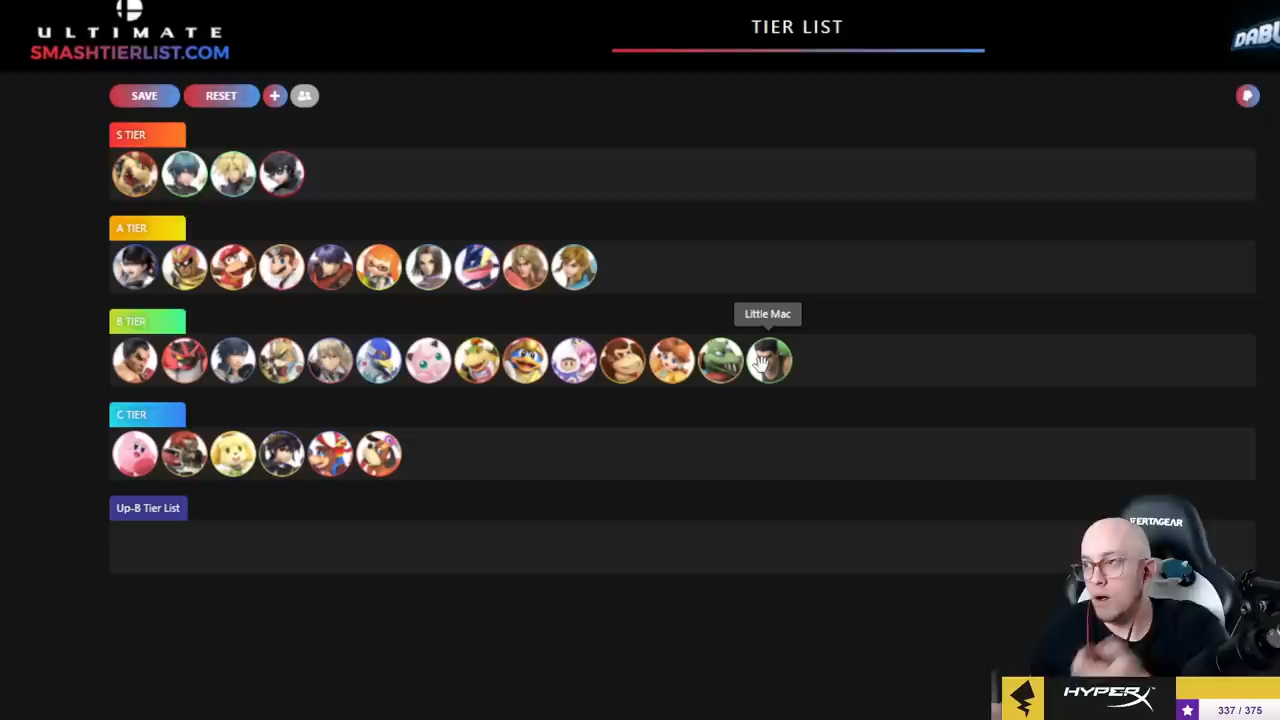 ULTIMATE
SMASHTIERLIST.COM
TIER LIST
DABU
SAVE
RESET
+
S TIER
A TIER
Little Mac
B TIER
C TIER
Up-B Tier List
VERTAGEAR
HYPERX
337 / 375